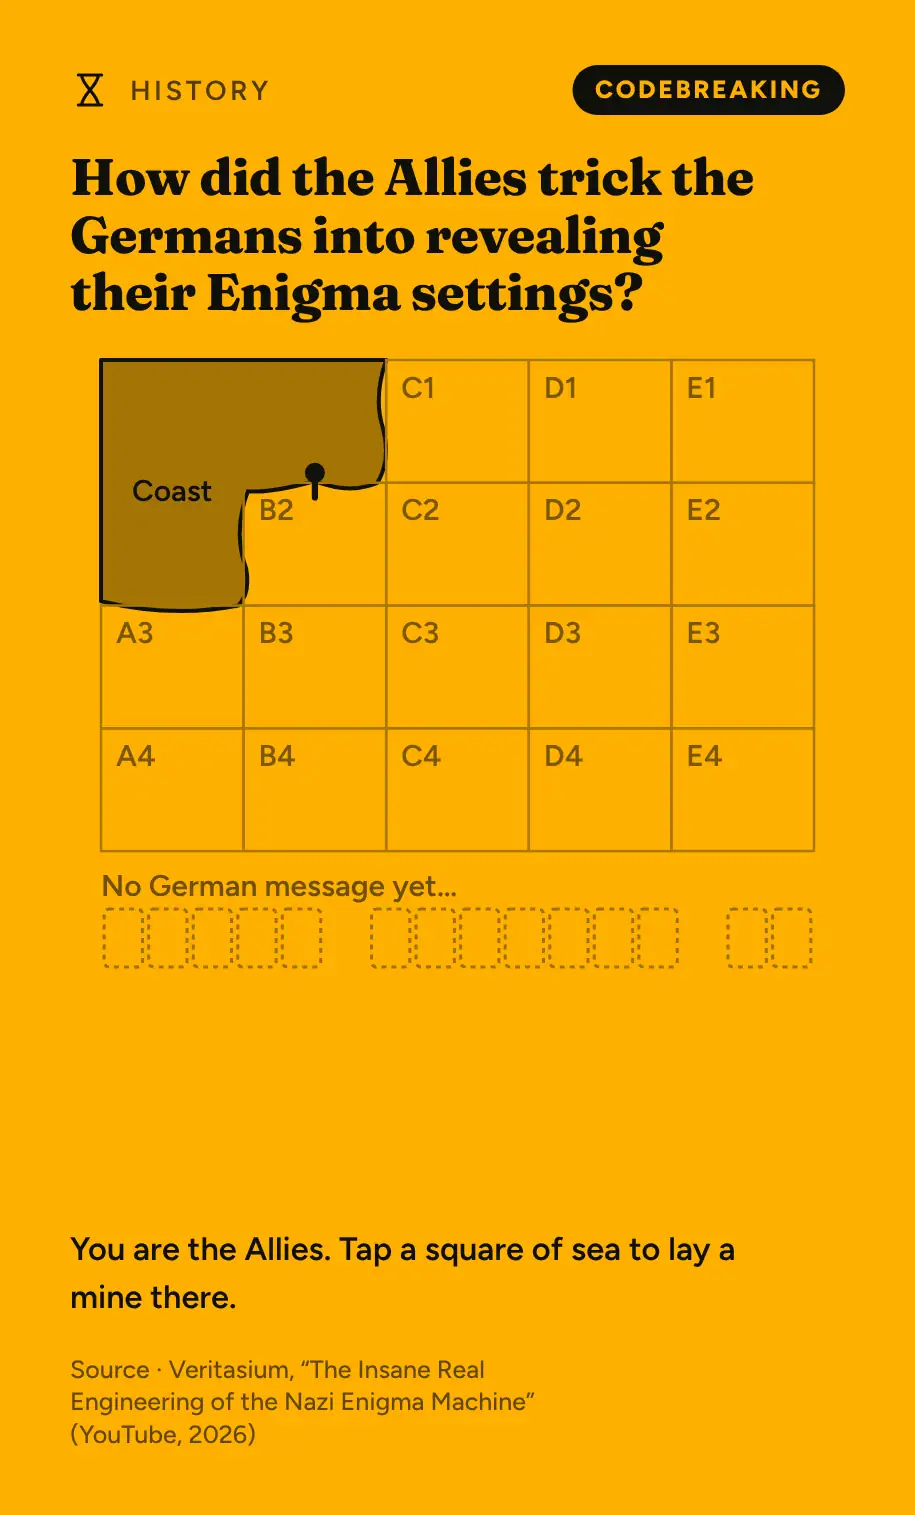 HISTORY
CODEBREAKING
How did the Allies trick the
Germans into revealing
their Enigma settings?
C1
D1
E1
Coast
B2
C2
D2
E2
A3
B3
C3
D3
E3
A4
B4
C4
D4
E4
No German message yet…
You are the Allies. Tap a square of sea to lay a
mine there.
Source · Veritasium, “The Insane Real
Engineering of the Nazi Enigma Machine”
(YouTube, 2026)